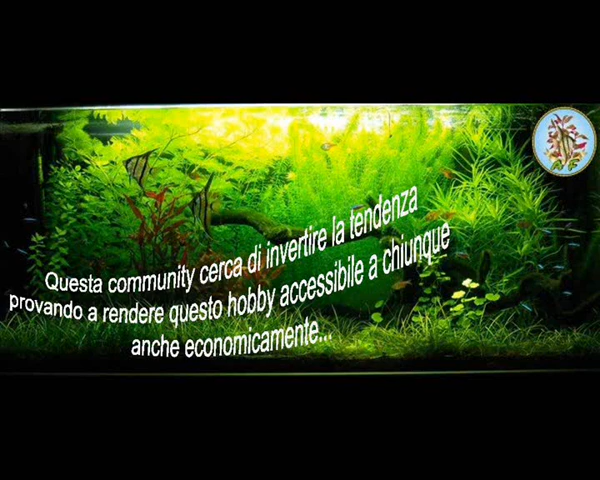 Questa community cerca di invertire la tendenza
provando a rendere questo hobby accessibile a chiunque
anche economicamente...